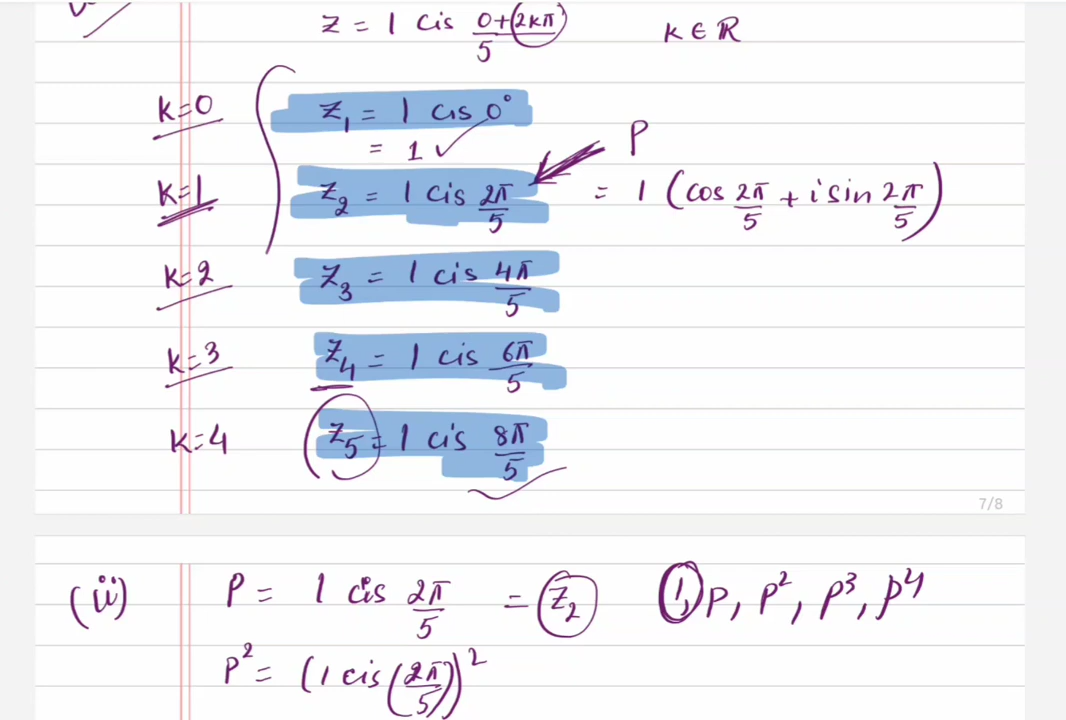 z = 1 cis (0+(2kπ))/5 k ∈ ℝ
k=0 z₁ = 1 cis 0°
= 1 ✓
P
k=1 z₂ = 1 cis 2π/5 = 1 (cos 2π/5 + i sin 2π/5)
k=2 z₃ = 1 cis 4π/5
k=3 z₄ = 1 cis 6π/5
k=4 z₅ = 1 cis 8π/5
7/8
(ii) P = 1 cis 2π/5 = z₂ 1, P, P², P³, P⁴
P² = (1 cis (2π/5))²